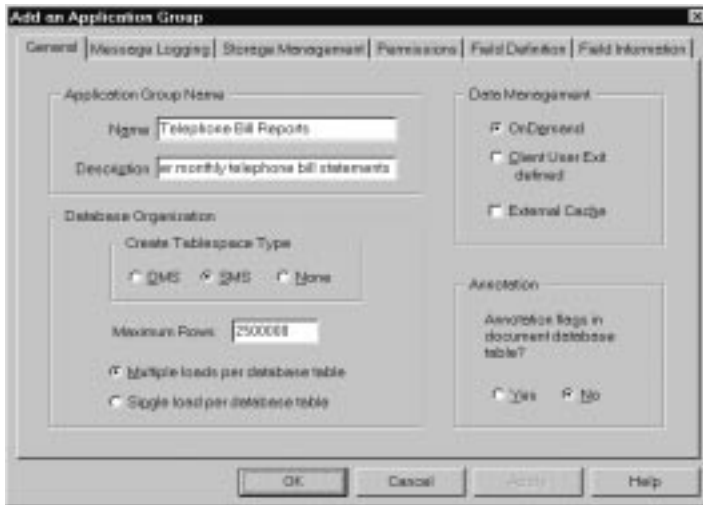 Add an Application Group
General Message Logging Storage Management Permissions Field Definition Field Information
Application Group Name
Name Telephone Bill Reports
Description er monthly telephone bill statements
Database Organization
Create Tablespace Type
DMS SMS None
Maximum Rows 2500000
Multiple loads per database table
Single load per database table
Data Management
OnDemand
Client User Exit
defined
External Cache
Annotation
Annotation flags in
document database
table?
Yes No
OK Cancel Apply Help